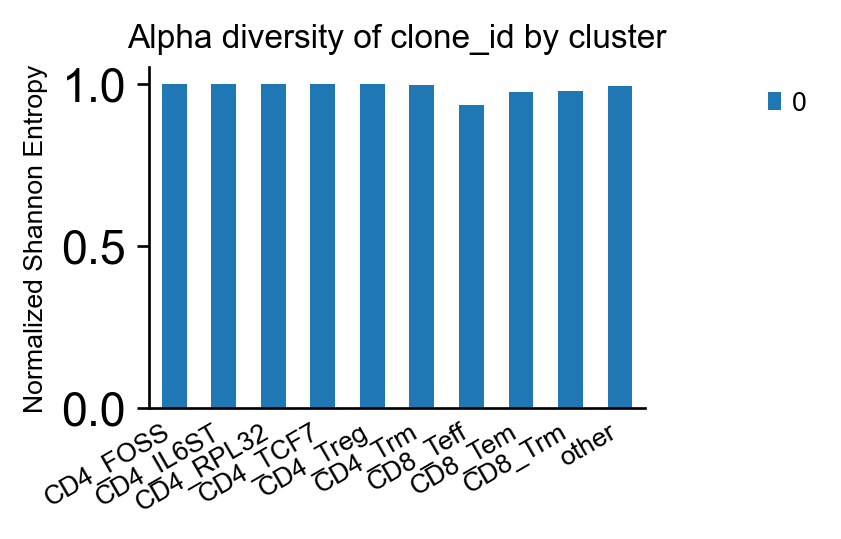 Alpha diversity of clone_id by cluster
Normalized Shannon Entropy
1.0
0.5
0.0
CD4_FOSS
CD4_IL6ST
CD4_RPL32
CD4_TCF7
CD4_Treg
CD4_Trm
CD8_Teff
CD8_Tem
CD8_Trm
other
0